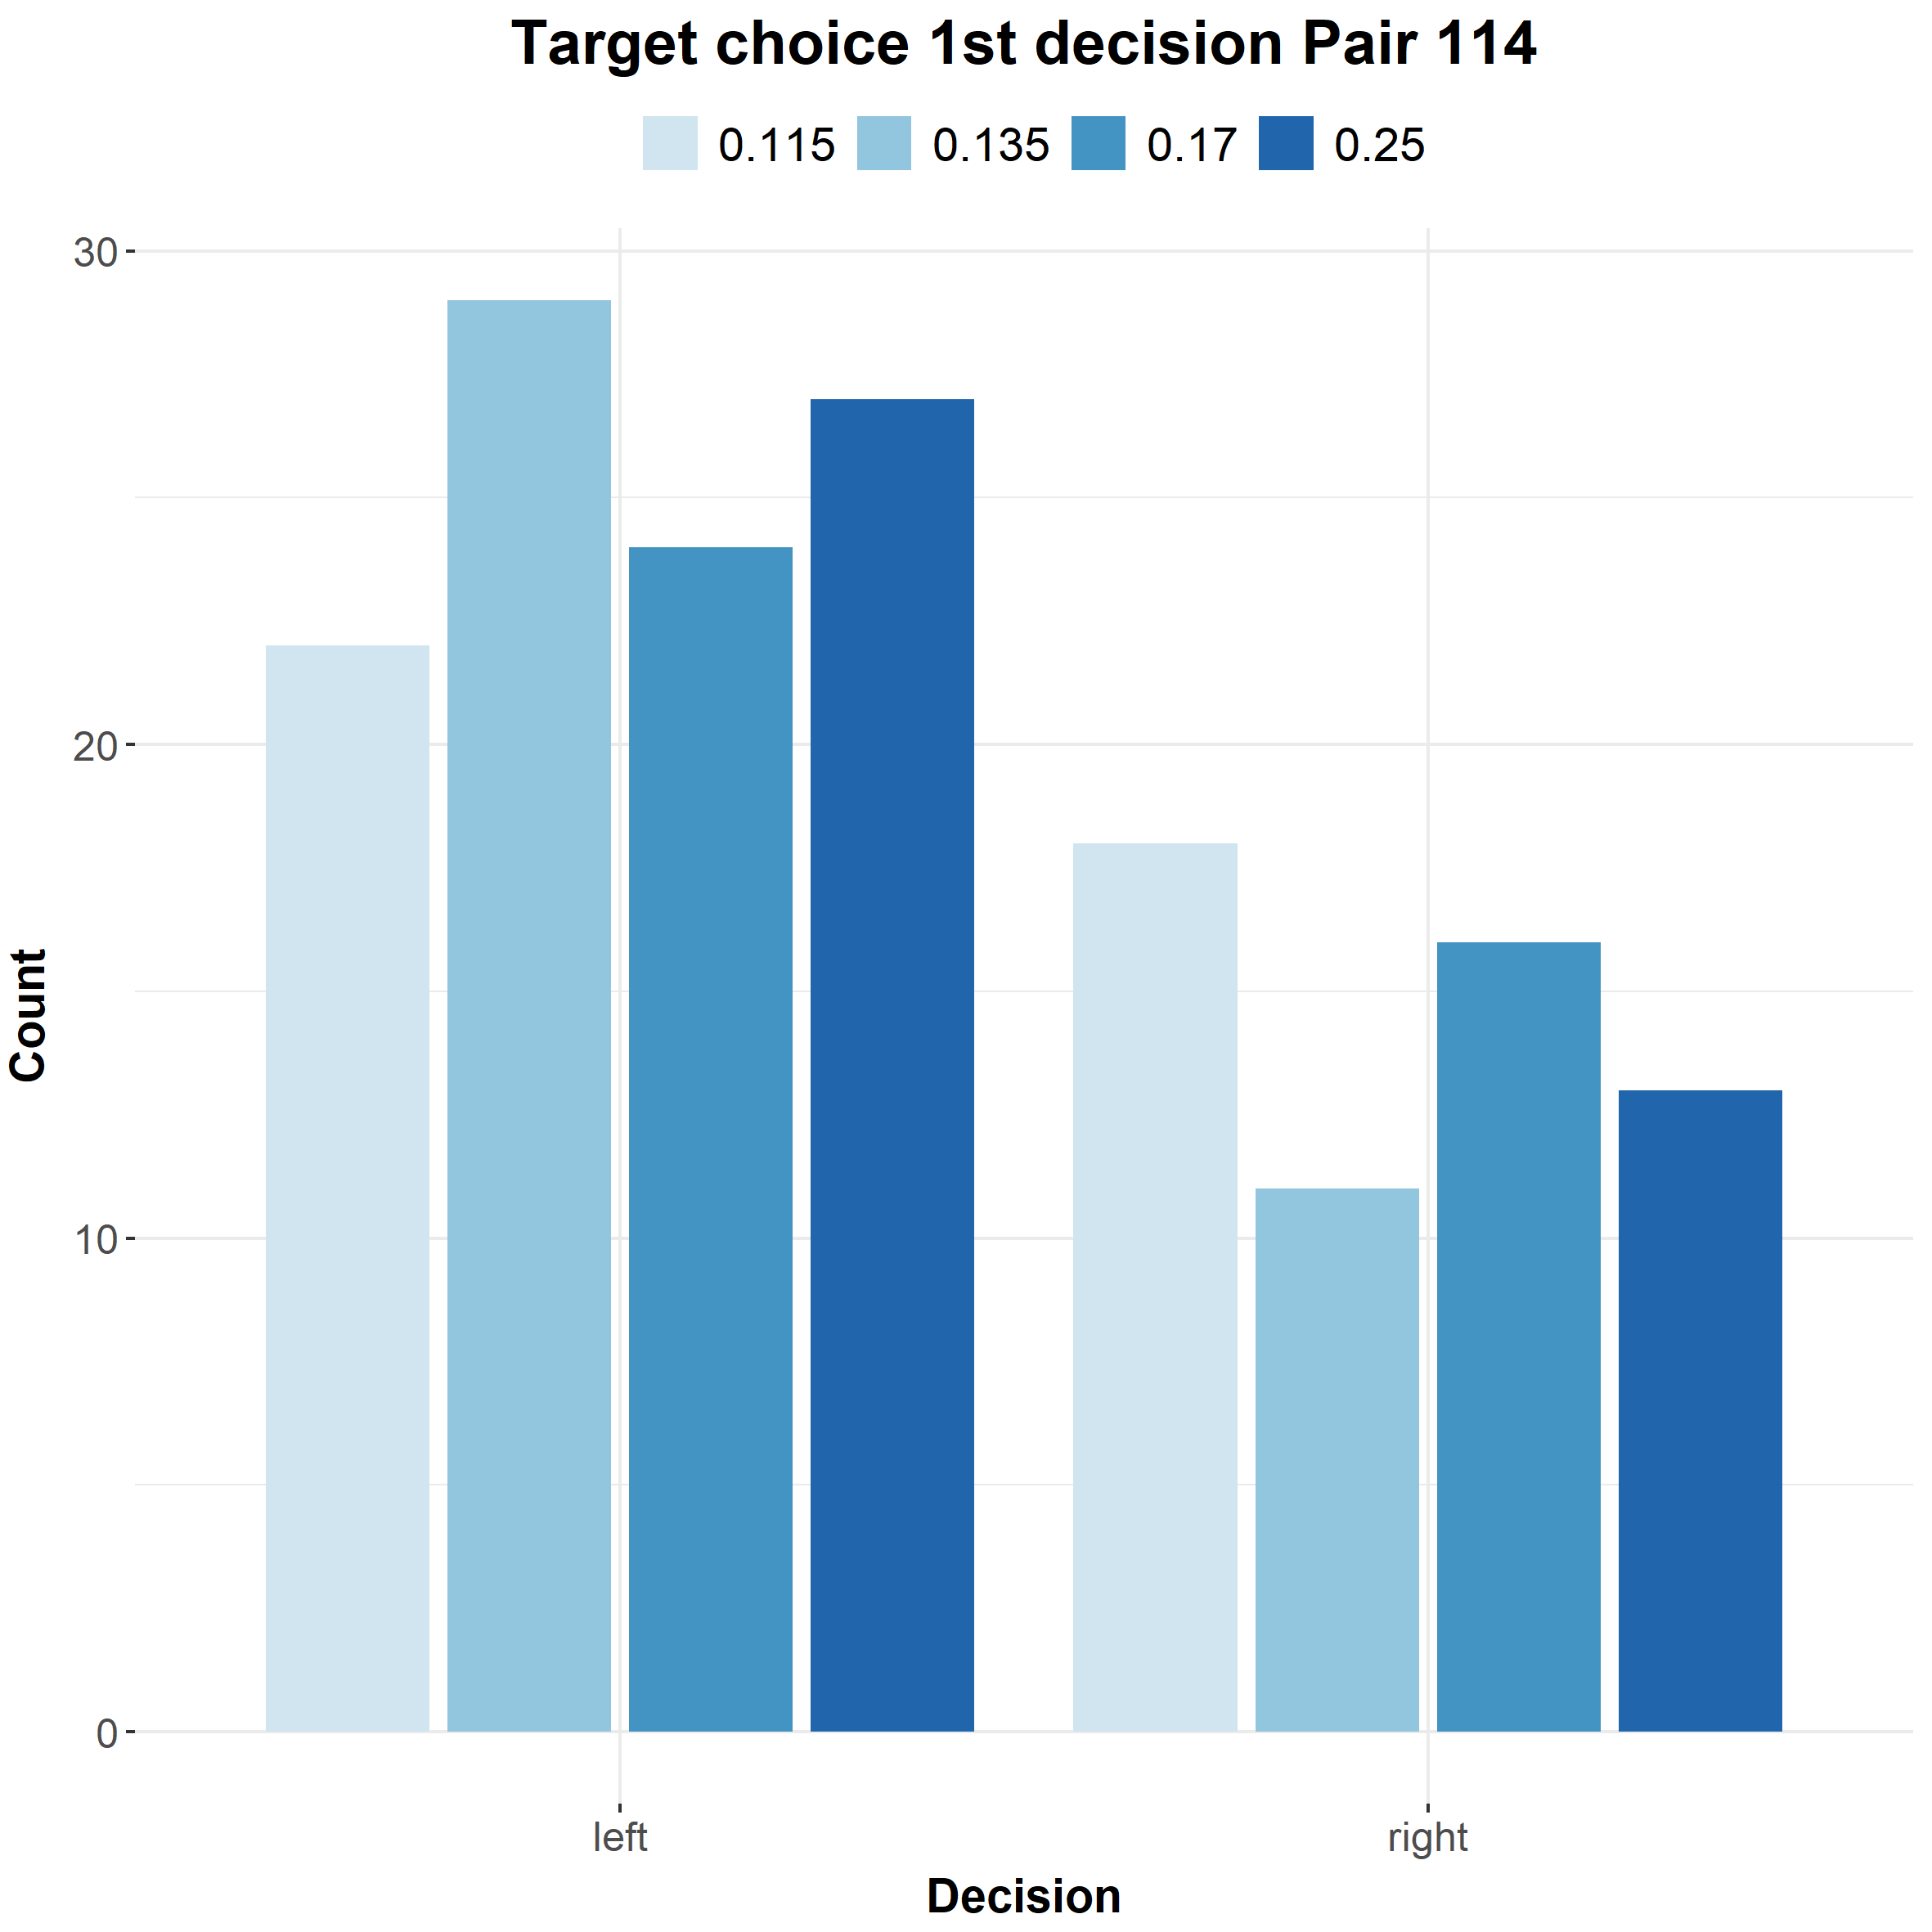 Target choice 1st decision Pair 114
0.115 0.135 0.17 0.25
30
20
10
0
Count
left right
Decision